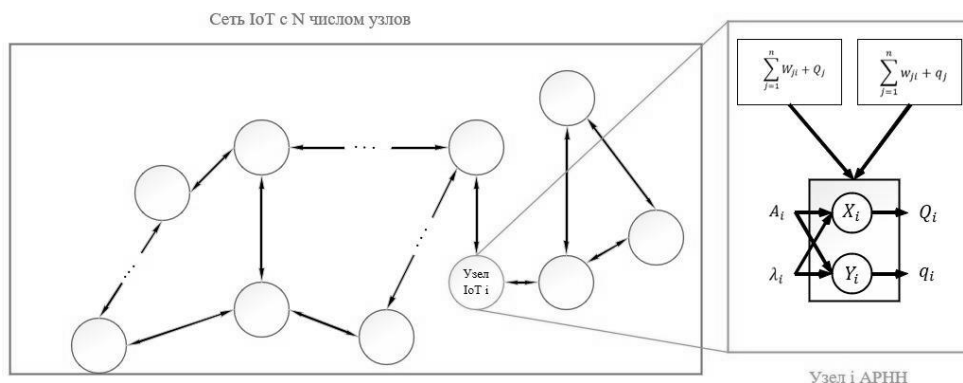 Сеть IoT с N числом узлов
n
∑ W_{ji} + Q_j
j=1
n
∑ w_{ji} + q_j
j=1
...
A_i X_i Q_i
...
...
Узел
IoT i
λ_i Y_i q_i
Узел i АРНН